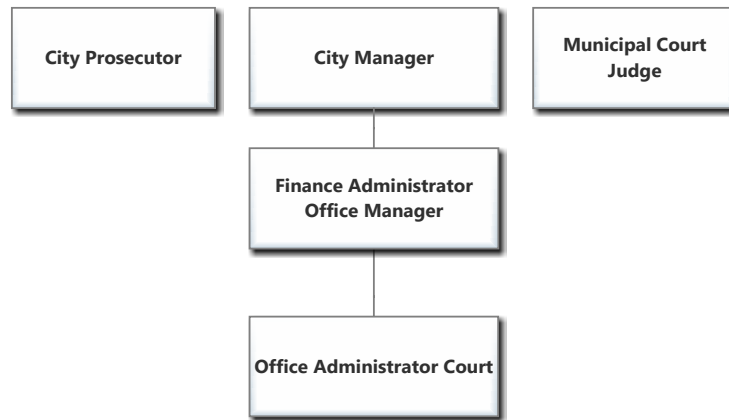 City Prosecutor
City Manager
Municipal Court
Judge
Finance Administrator
Office Manager
Office Administrator Court